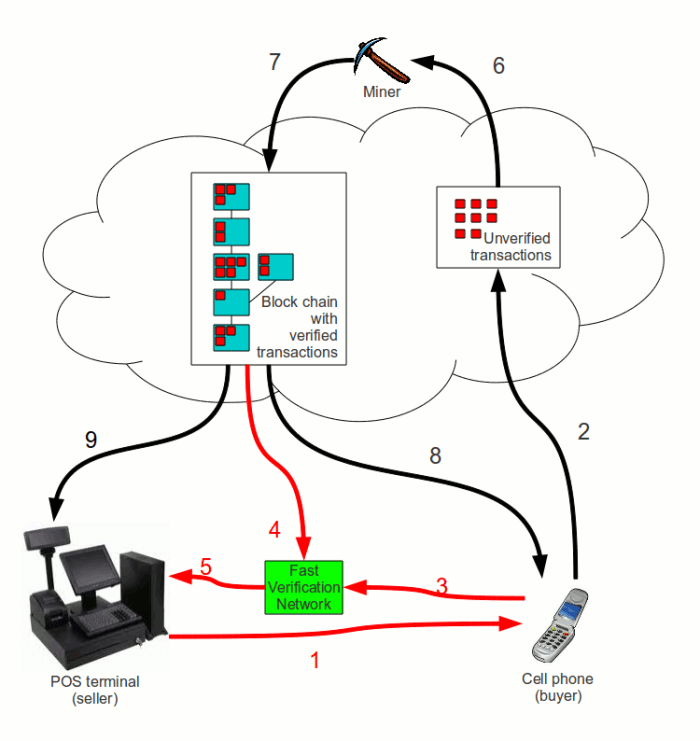 7
6
Miner
Unverified
transactions
Block chain
with
verified
transactions
9
8
2
4
5
3
Fast
Verification
Network
1
POS terminal
(seller)
Cell phone
(buyer)